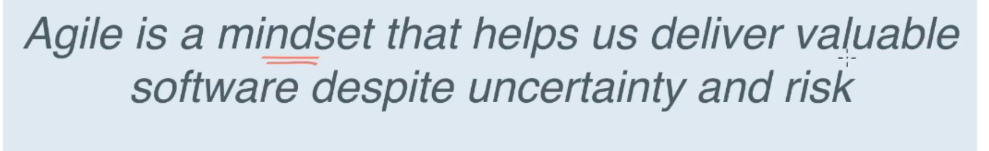 Agile is a mindset that helps us deliver valuable
software despite uncertainty and risk